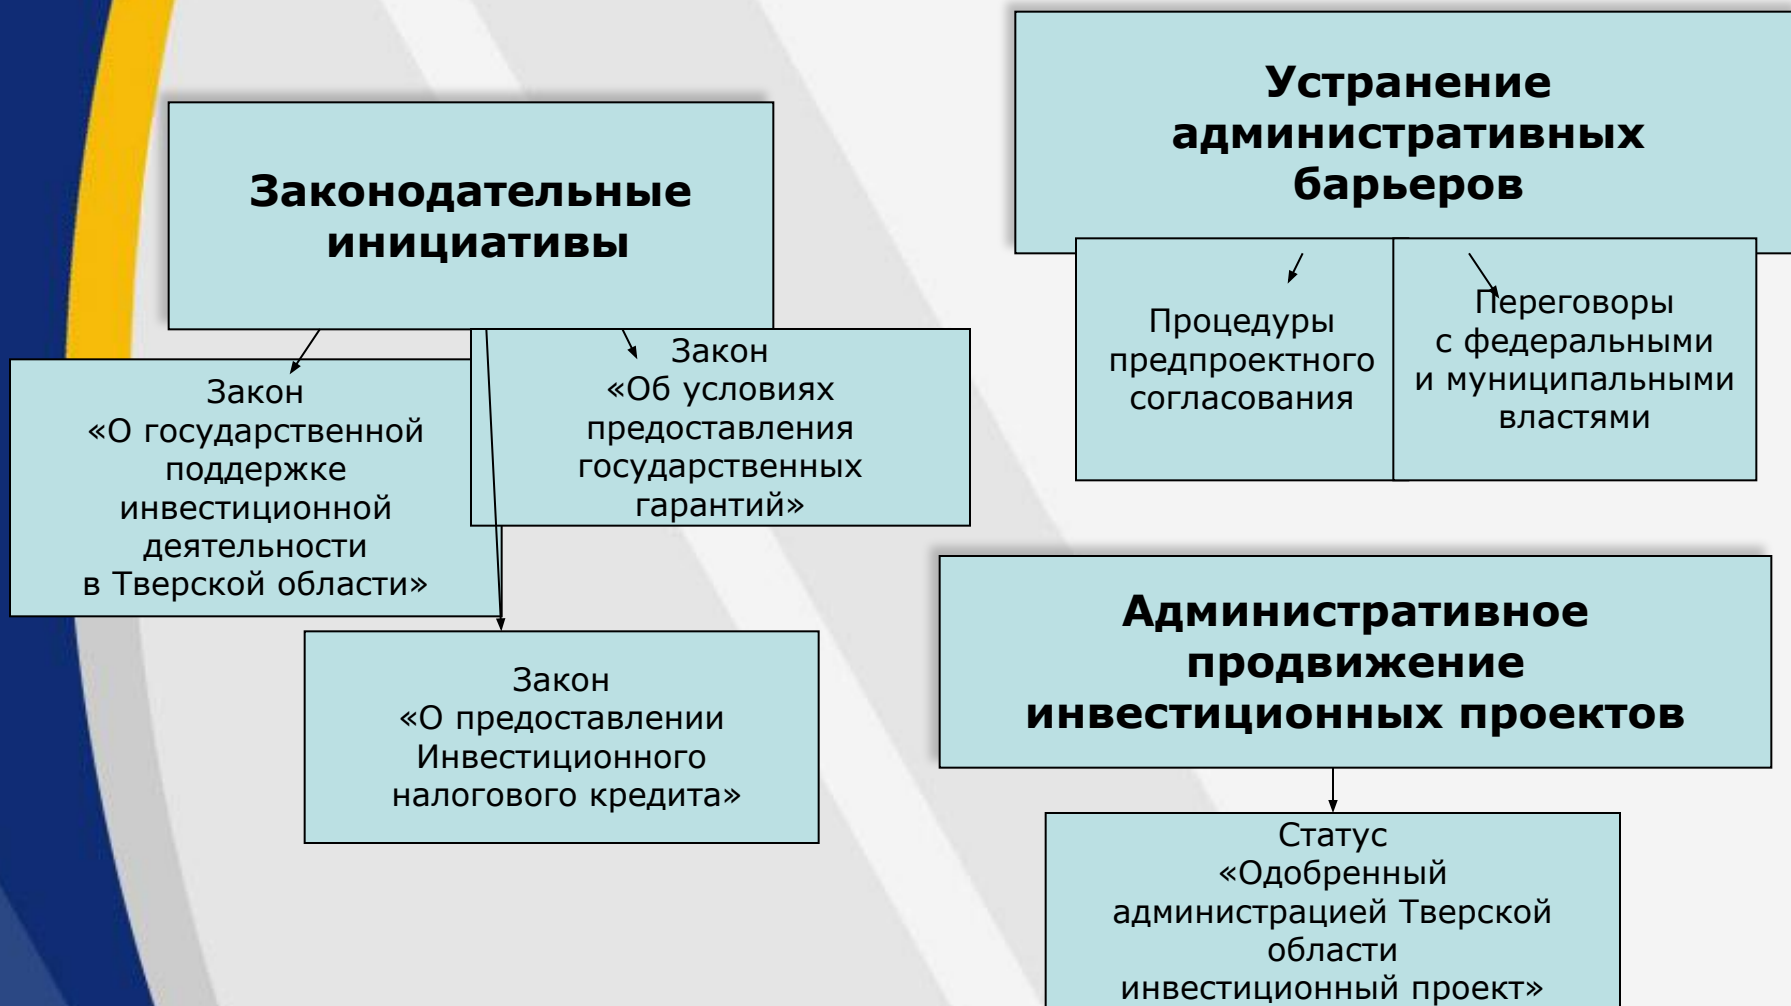 Законодательные
инициативы
Закон
«О государственной
поддержке
инвестиционной
деятельности
в Тверской области»
Закон
«Об условиях
предоставления
государственных
гарантий»
Закон
«О предоставлении
Инвестиционного
налогового кредита»
Устранение
административных
барьеров
Процедуры
предпроектного
согласования
Переговоры
с федеральными
и муниципальными
властями
Административное
продвижение
инвестиционных проектов
Статус
«Одобренный
администрацией Тверской
области
инвестиционный проект»